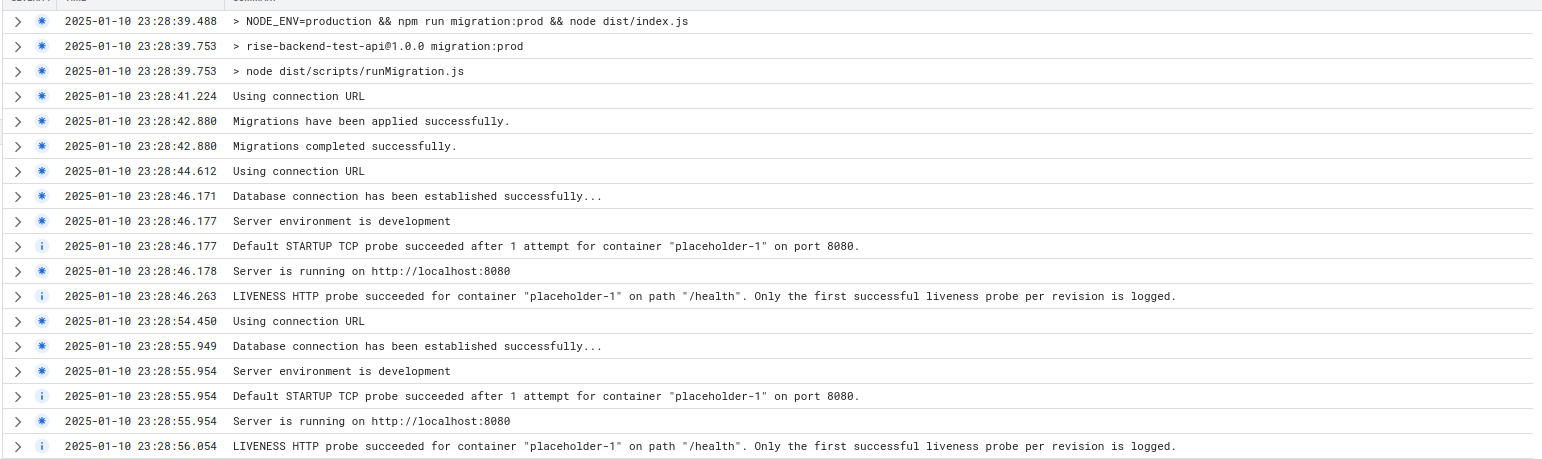 2025-01-10 23:28:39.488 > NODE_ENV=production && npm run migration:prod && node dist/index.js
2025-01-10 23:28:39.753 > rise-backend-test-api@1.0.0 migration:prod
2025-01-10 23:28:39.753 > node dist/scripts/runMigration.js
2025-01-10 23:28:41.224 Using connection URL
2025-01-10 23:28:42.880 Migrations have been applied successfully.
2025-01-10 23:28:42.880 Migrations completed successfully.
2025-01-10 23:28:44.612 Using connection URL
2025-01-10 23:28:46.171 Database connection has been established successfully...
2025-01-10 23:28:46.177 Server environment is development
2025-01-10 23:28:46.177 Default STARTUP TCP probe succeeded after 1 attempt for container "placeholder-1" on port 8080.
2025-01-10 23:28:46.178 Server is running on http://localhost:8080
2025-01-10 23:28:46.263 LIVENESS HTTP probe succeeded for container "placeholder-1" on path "/health". Only the first successful liveness probe per revision is logged.
2025-01-10 23:28:54.450 Using connection URL
2025-01-10 23:28:55.949 Database connection has been established successfully...
2025-01-10 23:28:55.954 Server environment is development
2025-01-10 23:28:55.954 Default STARTUP TCP probe succeeded after 1 attempt for container "placeholder-1" on port 8080.
2025-01-10 23:28:55.954 Server is running on http://localhost:8080
2025-01-10 23:28:56.054 LIVENESS HTTP probe succeeded for container "placeholder-1" on path "/health". Only the first successful liveness probe per revision is logged.